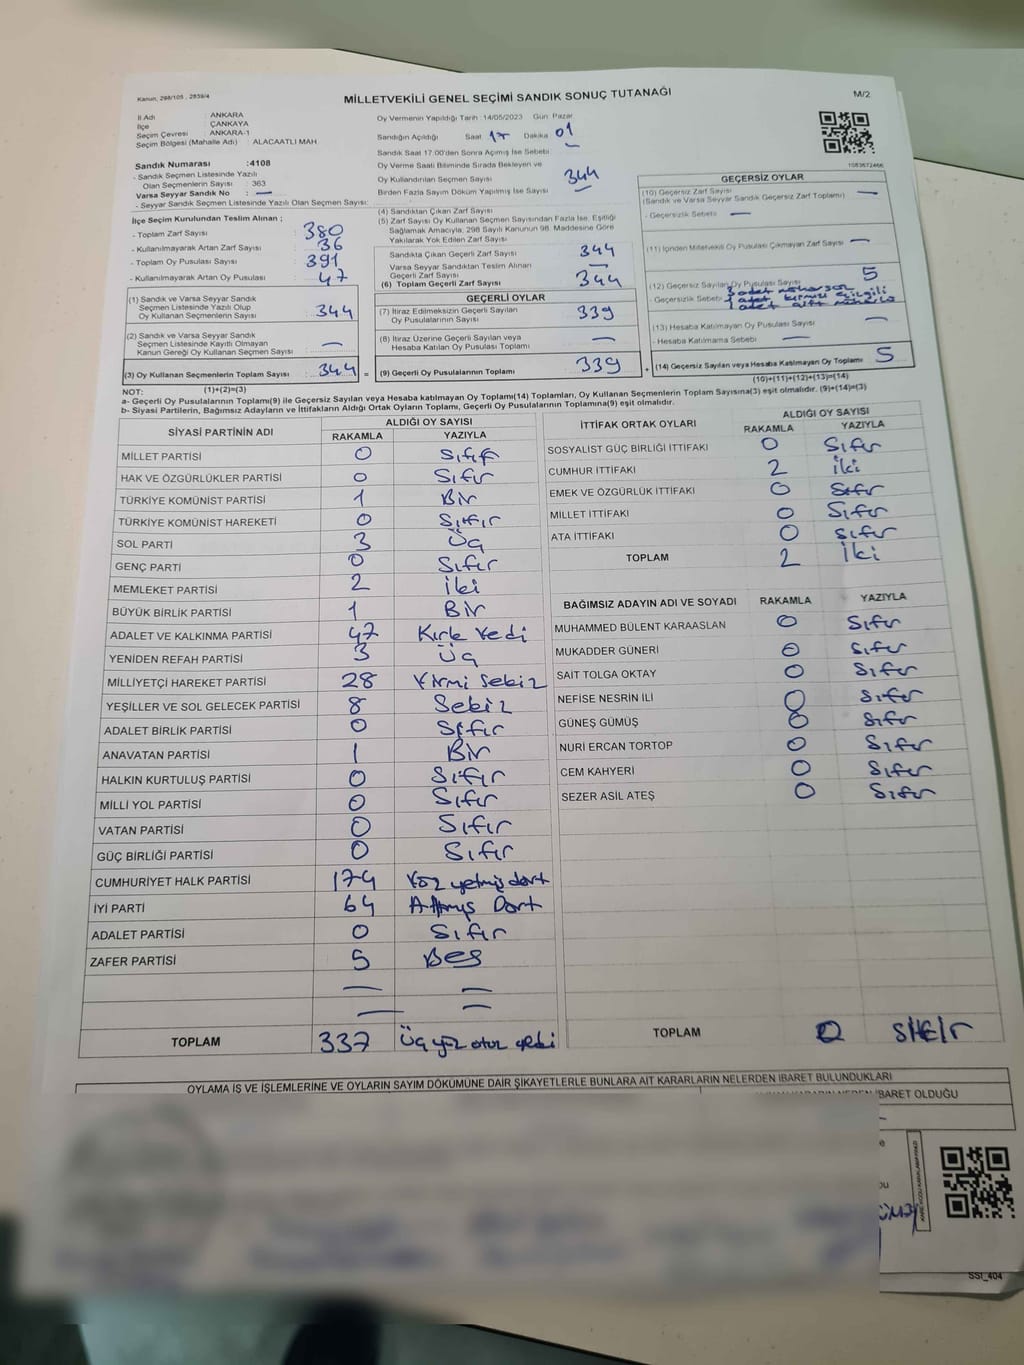 Kanun, 298/105 , 2839/4
MİLLETVEKİLİ GENEL SEÇİMİ SANDIK SONUÇ TUTANAĞI
M/2
İl Adı : ANKARA
İlçe : ÇANKAYA
Seçim Çevresi : ANKARA-1
Seçim Bölgesi (Mahalle Adı) : ALACAATLI MAH.
Oy Vermenin Yapıldığı Tarih : 14/05/2023 Gün: Pazar
Sandığın Açıldığı Saat 17 Dakika 01
Sandık Saat 17.00'den Sonra Açılmış İse Sebebi: —
Sandık Numarası :4108
- Sandık Seçmen Listesinde Yazılı
Olan Seçmenlerin Sayısı : 363
Varsa Seyyar Sandık No : —
- Seyyar Sandık Seçmen Listesinde Yazılı Olan Seçmen Sayısı:
Oy Verme Saati Bitiminde Sırada Bekleyen ve
Oy Kullandırılan Seçmen Sayısı 344
Birden Fazla Sayım Döküm Yapılmış İse Sayısı —
1083672466
İlçe Seçim Kurulundan Teslim Alınan ;
- Toplam Zarf Sayısı : 380
- Kullanılmayarak Artan Zarf Sayısı : 36
- Toplam Oy Pusulası Sayısı : 391
- Kullanılmayarak Artan Oy Pusulası : 47
(1) Sandık ve Varsa Seyyar Sandık
Seçmen Listesinde Yazılı Olup
Oy Kullanan Seçmenlerin Sayısı : 344
(2) Sandık ve Varsa Seyyar Sandık
Seçmen Listesinde Kayıtlı Olmayan
Kanun Gereği Oy Kullanan Seçmen Sayısı : —
(3) Oy Kullanan Seçmenlerin Toplam Sayısı : 344 =
(1)+(2)=(3)
(4) Sandıktan Çıkan Zarf Sayısı
(5) Zarf Sayısı Oy Kullanan Seçmen Sayısından Fazla İse, Eşitliği
Sağlamak Amacıyla, 298 Sayılı Kanunun 98. Maddesine Göre
Yakılarak Yok Edilen Zarf Sayısı
Sandıkta Çıkan Geçerli Zarf Sayısı 344
Varsa Seyyar Sandıktan Teslim Alınan
Geçerli Zarf Sayısı —
(6) Toplam Geçerli Zarf Sayısı : 344
GEÇERLİ OYLAR
(7) İtiraz Edilmeksizin Geçerli Sayılan
Oy Pusulalarının Sayısı : 339
(8) İtiraz Üzerine Geçerli Sayılan veya
Hesaba Katılan Oy Pusulası Toplamı : —
(9) Geçerli Oy Pusulalarının Toplamı : 339 +
GEÇERSİZ OYLAR
(10) Geçersiz Zarf Sayısı —
(Sandık ve Varsa Seyyar Sandık Geçersiz Zarf Toplamı)
- Geçersizlik Sebebi : —
(11) İçinden Milletvekili Oy Pusulası Çıkmayan Zarf Sayısı —
(12) Geçersiz Sayılan Oy Pusulası Sayısı 5
- Geçersizlik Sebebi : 3 adet
1 adet kırmızı
1 adet
(13) Hesaba Katılmayan Oy Pusulası Sayısı —
- Hesaba Katılmama Sebebi : —
(14) Geçersiz Sayılan veya Hesaba Katılmayan Oy Toplamı 5
(10)+(11)+(12)+(13)=(14)
NOT:
a- Geçerli Oy Pusulalarının Toplamı(9) ile Geçersiz Sayılan veya Hesaba katılmayan Oy Toplamı(14) Toplamları, Oy Kullanan Seçmenlerin Toplam Sayısına(3) eşit olmalıdır. (9)+(14)=(3)
b- Siyasi Partilerin, Bağımsız Adayların ve İttifakların Aldığı Ortak Oyların Toplamı, Geçerli Oy Pusulalarının Toplamına(9) eşit olmalıdır.
SİYASİ PARTİNİN ADI ALDIĞI OY SAYISI
RAKAMLA YAZIYLA
MİLLET PARTİSİ 0 Sıfır
HAK VE ÖZGÜRLÜKLER PARTİSİ 0 Sıfır
TÜRKİYE KOMÜNİST PARTİSİ 1 Bir
TÜRKİYE KOMÜNİST HAREKETİ 0 Sıfır
SOL PARTİ 3 Üç
GENÇ PARTİ 0 Sıfır
MEMLEKET PARTİSİ 2 İki
BÜYÜK BİRLİK PARTİSİ 1 Bir
ADALET VE KALKINMA PARTİSİ 47 Kırk Yedi
YENİDEN REFAH PARTİSİ 3 Üç
MİLLİYETÇİ HAREKET PARTİSİ 28 Yirmi Sekiz
YEŞİLLER VE SOL GELECEK PARTİSİ 8 Sekiz
ADALET BİRLİK PARTİSİ 0 Sıfır
ANAVATAN PARTİSİ 1 Bir
HALKIN KURTULUŞ PARTİSİ 0 Sıfır
MİLLİ YOL PARTİSİ 0 Sıfır
VATAN PARTİSİ 0 Sıfır
GÜÇ BİRLİĞİ PARTİSİ 0 Sıfır
CUMHURİYET HALK PARTİSİ 174 Yüz yetmiş dört
İYİ PARTİ 64 Altmış Dört
ADALET PARTİSİ 0 Sıfır
ZAFER PARTİSİ 5 Beş
— —
— —
TOPLAM 337 Üç yüz otuz yedi
İTTİFAK ORTAK OYLARI ALDIĞI OY SAYISI
RAKAMLA YAZIYLA
SOSYALİST GÜÇ BİRLİĞİ İTTİFAKI 0 Sıfır
CUMHUR İTTİFAKI 2 İki
EMEK VE ÖZGÜRLÜK İTTİFAKI 0 Sıfır
MİLLET İTTİFAKI 0 Sıfır
ATA İTTİFAKI 0 Sıfır
TOPLAM 2 İki
BAĞIMSIZ ADAYIN ADI VE SOYADI RAKAMLA YAZIYLA
MUHAMMED BÜLENT KARAASLAN 0 Sıfır
MUKADDER GÜNERİ 0 Sıfır
SAİT TOLGA OKTAY 0 Sıfır
NEFİSE NESRİN İLİ 0 Sıfır
GÜNEŞ GÜMÜŞ 0 Sıfır
NURİ ERCAN TORTOP 0 Sıfır
CEM KAHYERİ 0 Sıfır
SEZER ASİL ATEŞ 0 Sıfır
TOPLAM 0 SIFIR
OYLAMA İŞ VE İŞLEMLERİNE VE OYLARIN SAYIM DÖKÜMÜNE DAİR ŞİKAYETLERLE BUNLARA AİT KARARLARIN NELERDEN İBARET BULUNDUKLARI
İBARET OLDUĞU
SSI_404